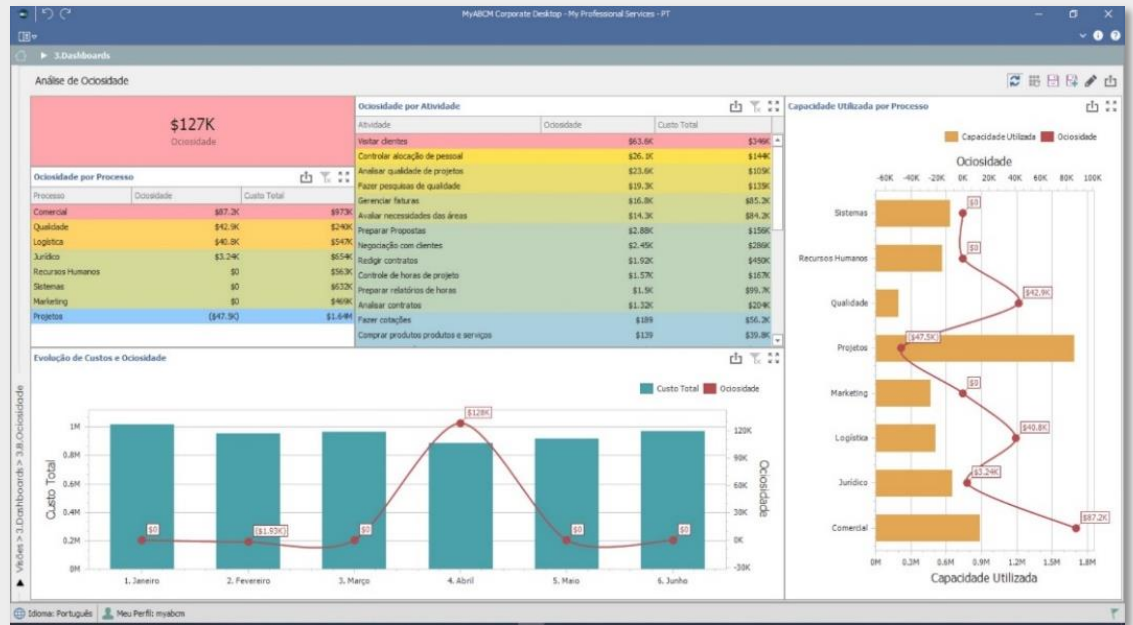 MyABCM Corporate Desktop - My Professional Services - PT
3.Dashboards
Análise de Ociosidade
$127K
Ociosidade
Ociosidade por Processo
Processo Ociosidade Custo Total
Comercial $87.2K $973K
Qualidade $42.9K $240K
Logística $40.8K $547K
Jurídico $3.24K $654K
Recursos Humanos $0 $563K
Sistemas $0 $632K
Marketing $0 $469K
Projetos ($47.5K) $1.64M
Ociosidade por Atividade
Atividade Ociosidade Custo Total
Visitar clientes $63.8K $346K
Controlar alocação de pessoal $26.1K $144K
Analisar qualidade de projetos $23.6K $105K
Fazer pesquisas de qualidade $19.3K $135K
Gerenciar faturas $16.8K $85.2K
Avaliar necessidades das áreas $14.3K $84.2K
Preparar Propostas $2.88K $156K
Negociação com clientes $2.45K $286K
Redigir contratos $1.92K $450K
Controle de horas de projeto $1.57K $167K
Preparar relatórios de horas $1.5K $99.7K
Analisar contratos $1.32K $204K
Fazer cotações $189 $56.2K
Comprar produtos produtos e serviços $139 $39.8K
Capacidade Utilizada por Processo
Capacidade Utilizada Ociosidade
Ociosidade
-60K -40K -20K 0K 20K 40K 60K 80K 100K
Sistemas $0
Recursos Humanos $0
Qualidade $42.9K
Projetos ($47.5K)
Marketing $0
Logística $40.8K
Jurídico $3.24K
Comercial $87.2K
0M 0.3M 0.6M 0.9M 1.2M 1.5M 1.8M
Capacidade Utilizada
Evolução de Custos e Ociosidade
Custo Total Ociosidade
Custo Total
1M
0.8M
0.6M
0.4M
0.2M
0M
$0 ($1.93K) $0 $128K $0 $0
120K
90K
60K
30K
0K
-30K
Ociosidade
1. Janeiro 2. Fevereiro 3. Março 4. Abril 5. Maio 6. Junho
Visões > 3.Dashboards > 3.8.Ociosidade
Idioma: Português Meu Perfil: myabcm